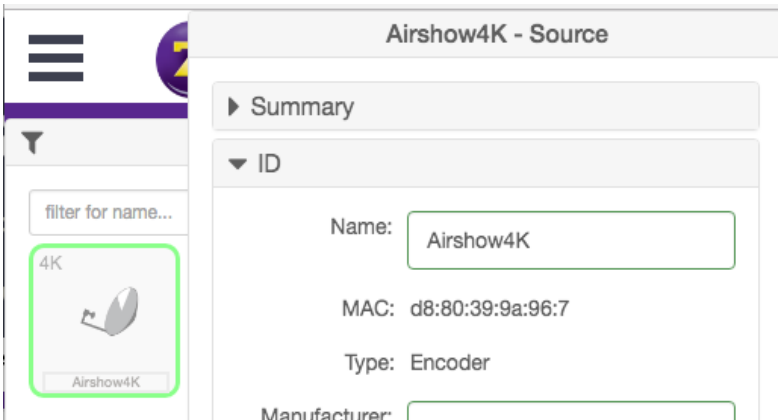 Airshow4K - Source
Summary
ID
filter for name...
4K
Airshow4K
Name:
Airshow4K
MAC: d8:80:39:9a:96:7
Type: Encoder
Manufacturer: